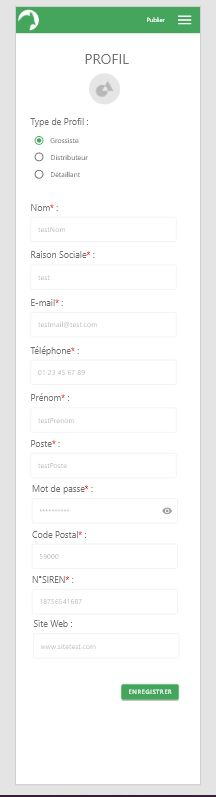 Publier
PROFIL
Type de Profil :
Grossiste
Distributeur
Détaillant
Nom* :
testNom
Raison Sociale* :
test
E-mail* :
testmail@test.com
Téléphone* :
01 23 45 67 89
Prénom* :
testPrenom
Poste* :
testPoste
Mot de passe* :
**********
Code Postal* :
59000
N°SIREN* :
18756541687
Site Web :
www.sitetest.com
ENREGISTRER